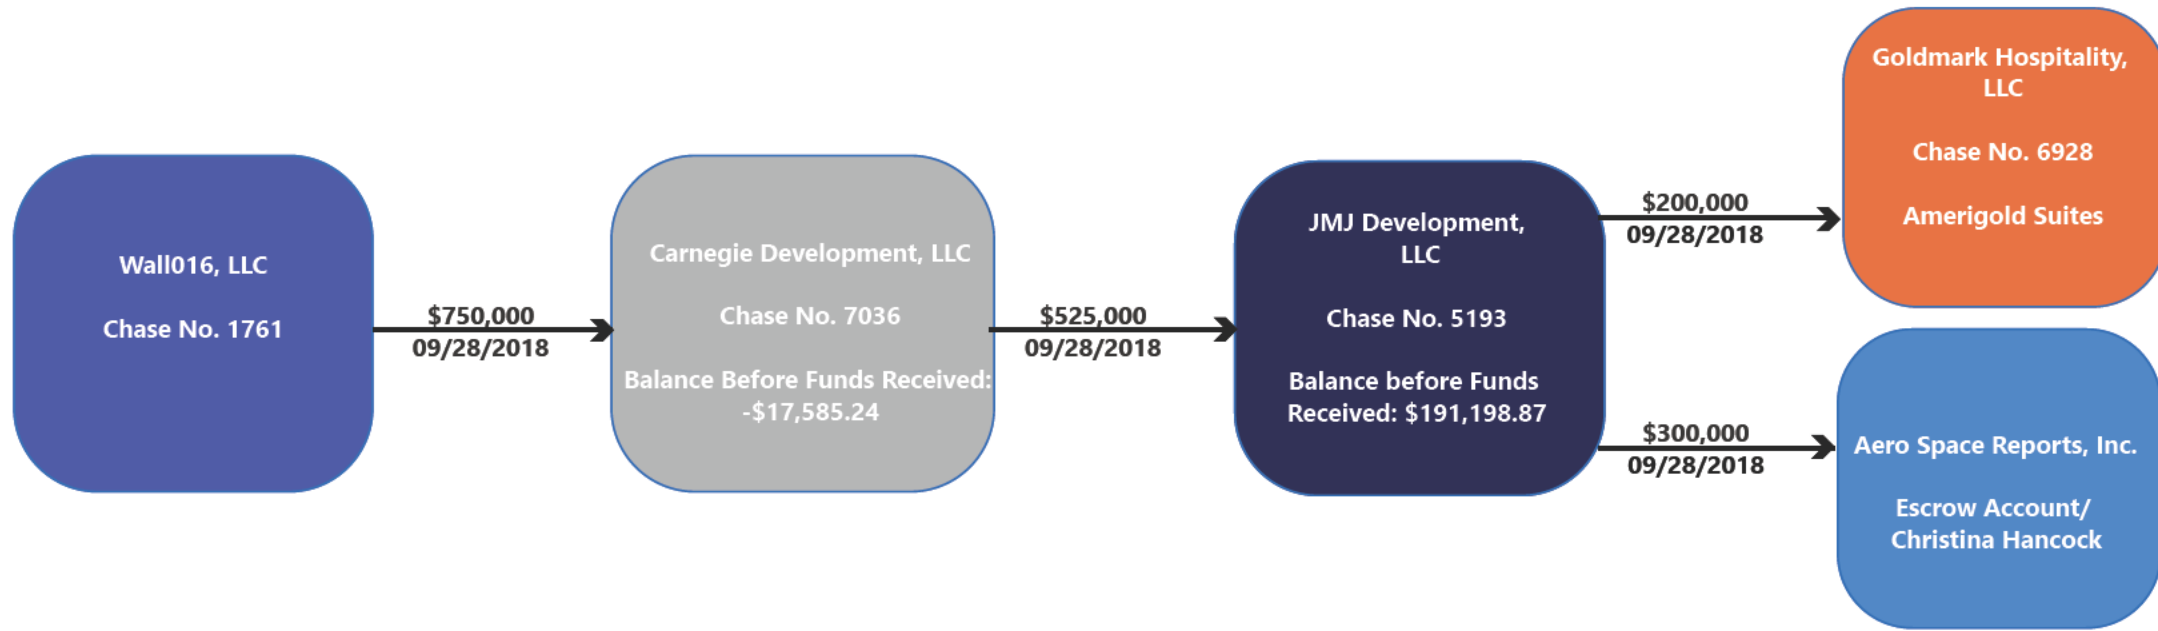 Wall016, LLC
Chase No. 1761
$750,000
09/28/2018
Carnegie Development, LLC
Chase No. 7036
Balance Before Funds Received:
-$17,585.24
$525,000
09/28/2018
JMJ Development,
LLC
Chase No. 5193
Balance before Funds
Received: $191,198.87
$200,000
09/28/2018
Goldmark Hospitality,
LLC
Chase No. 6928
Amerigold Suites
$300,000
09/28/2018
Aero Space Reports, Inc.
Escrow Account/
Christina Hancock